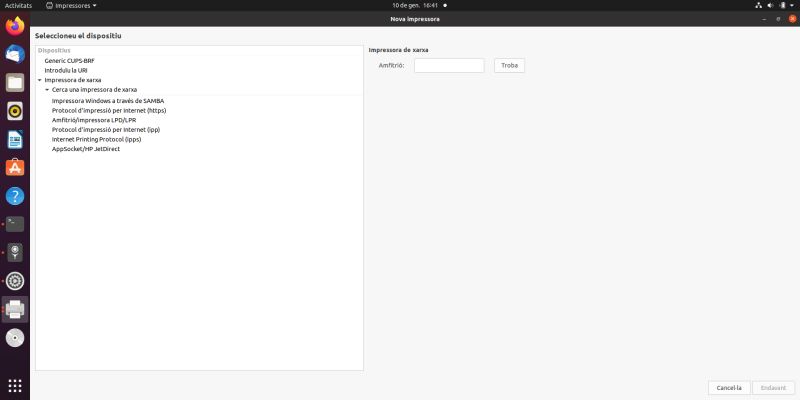 Activitats
Impressores
10 de gen. 16:41
Nova impressora
Seleccioneu el dispositiu
Dispositius
Generic CUPS-BRF
Introduïu la URI
Impressora de xarxa
Cerca una impressora de xarxa
Impressora Windows a través de SAMBA
Protocol d'impressió per Internet (https)
Amfitrió/impressora LPD/LPR
Protocol d'impressió per Internet (ipp)
Internet Printing Protocol (ipps)
AppSocket/HP JetDirect
Impressora de xarxa
Amfitrió:
Troba
Cancel·la
Endavant